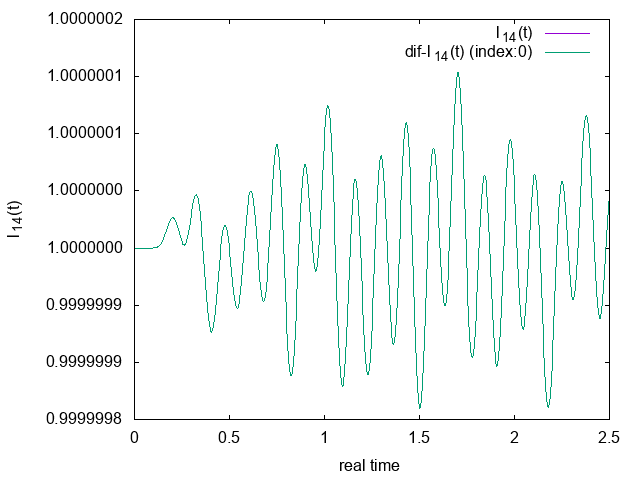 1.0000002
1.0000001
1.0000001
1.0000000
1.0000000
0.9999999
0.9999999
0.9999998
I14(t)
I14(t)
dif-I14(t) (index:0)
0 0.5 1 1.5 2 2.5
real time